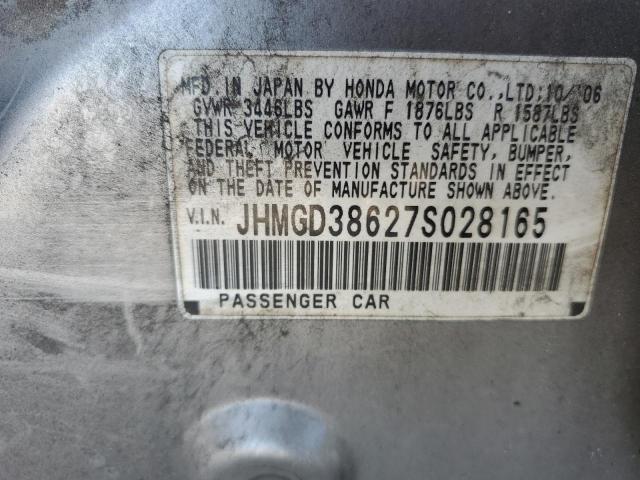 MFD. IN JAPAN BY HONDA MOTOR CO., LTD; 10/'06
GVWR 3446LBS GAWR F 1876LBS R 1587LBS
THIS VEHICLE CONFORMS TO ALL APPLICABLE
FEDERAL MOTOR VEHICLE SAFETY, BUMPER,
AND THEFT PREVENTION STANDARDS IN EFFECT
ON THE DATE OF MANUFACTURE SHOWN ABOVE.
V.I.N. JHMGD38627S028165
PASSENGER CAR